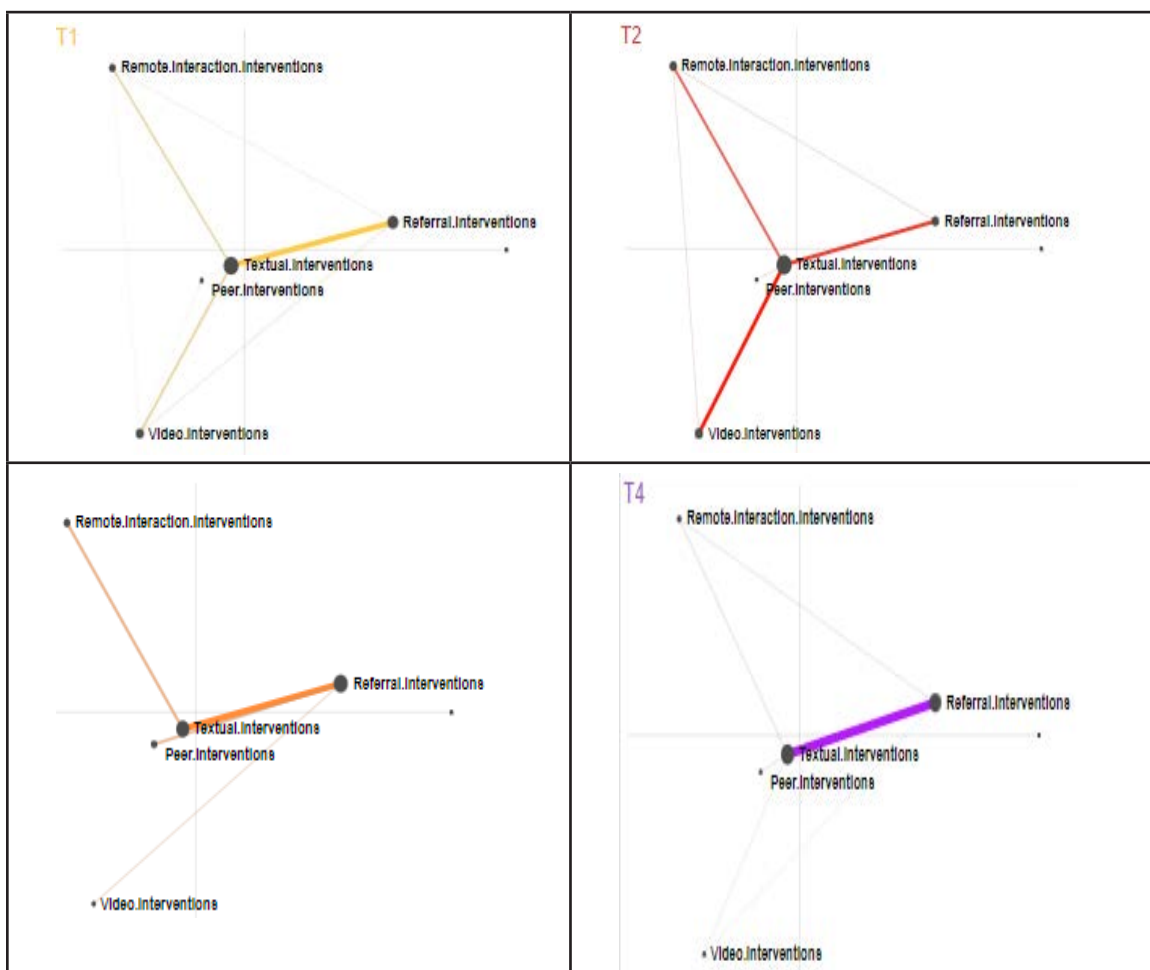 T1
Remote.Interaction.Interventions
Referral.Interventions
Textual.Interventions
Peer.Interventions
Video.Interventions
T2
Remote.Interaction.Interventions
Referral.Interventions
Textual.Interventions
Peer.Interventions
Video.Interventions
Remote.Interaction.Interventions
Referral.Interventions
Textual.Interventions
Peer.Interventions
Video.Interventions
T4
Remote.Interaction.Interventions
Referral.Interventions
Textual.Interventions
Peer.Interventions
Video.Interventions